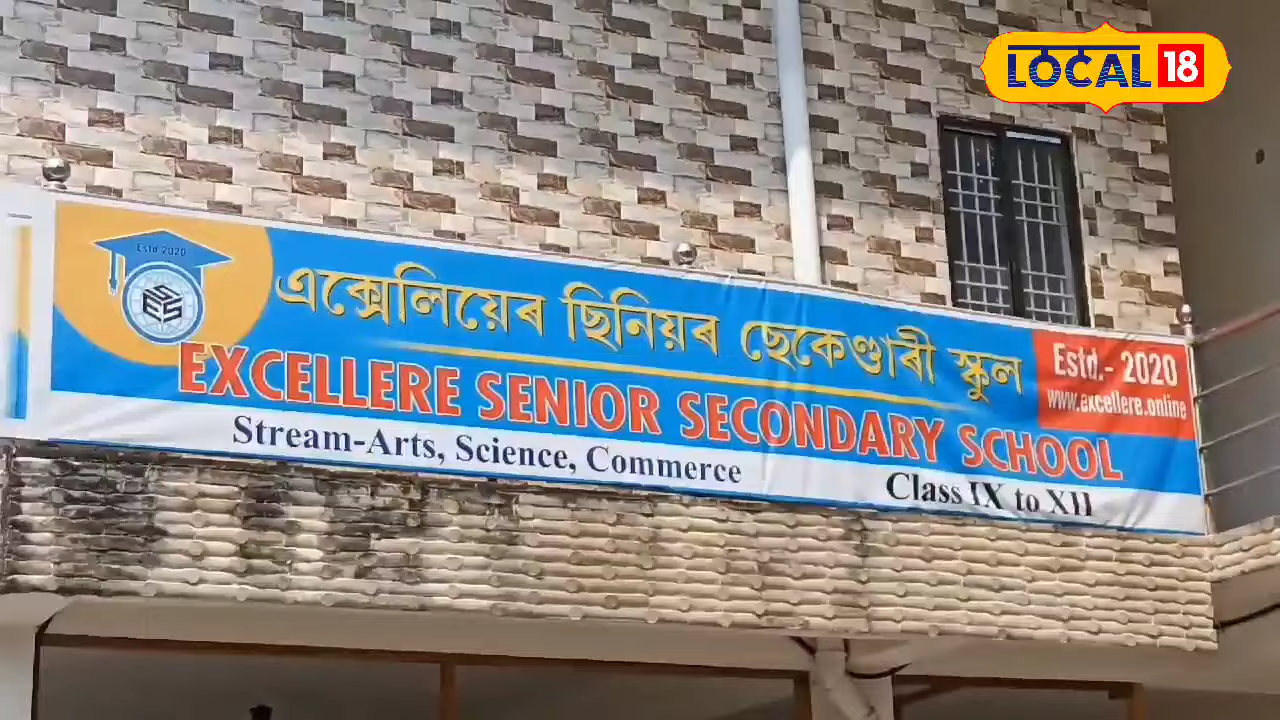 LOCAL 18
Estd 2020
ESSS
এক্সেলিয়েৰ ছিনিয়ৰ ছেকেণ্ডাৰী স্কুল
Estd.- 2020
www.excellere.online
EXCELLERE SENIOR SECONDARY SCHOOL
Stream-Arts, Science, Commerce
Class IX to XII